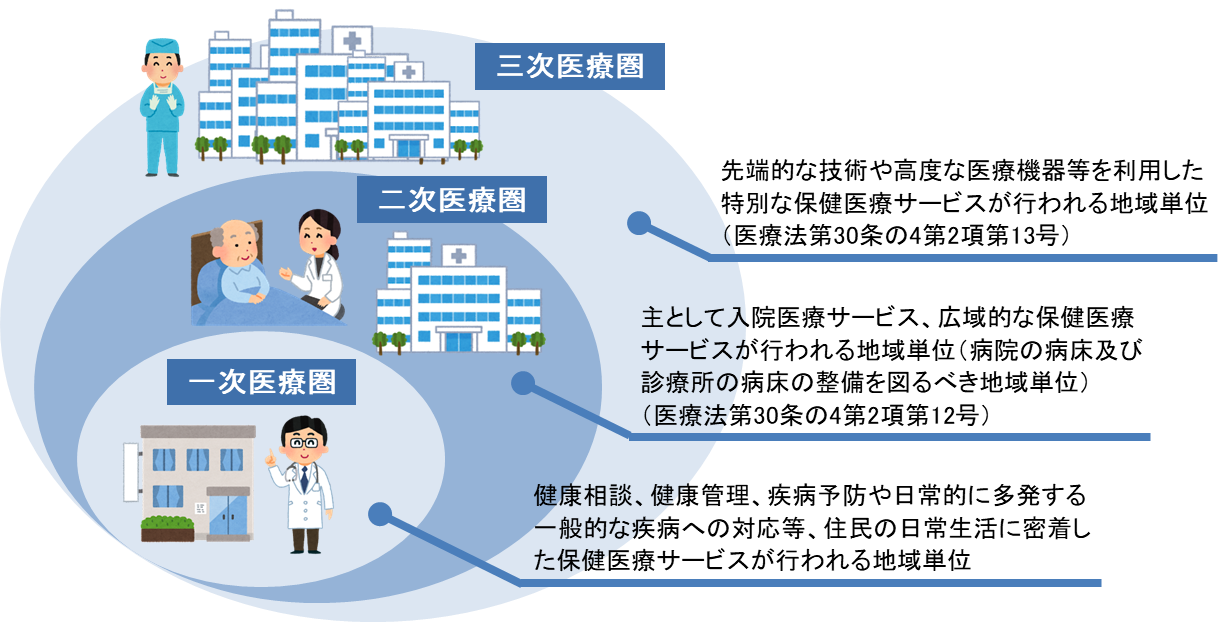 三次医療圏
先端的な技術や高度な医療機器等を利用した
特別な保健医療サービスが行われる地域単位
（医療法第30条の4第2項第13号）
二次医療圏
主として入院医療サービス、広域的な保健医療
サービスが行われる地域単位（病院の病床及び
診療所の病床の整備を図るべき地域単位）
（医療法第30条の4第2項第12号）
一次医療圏
健康相談、健康管理、疾病予防や日常的に多発する
一般的な疾病への対応等、住民の日常生活に密着し
た保健医療サービスが行われる地域単位